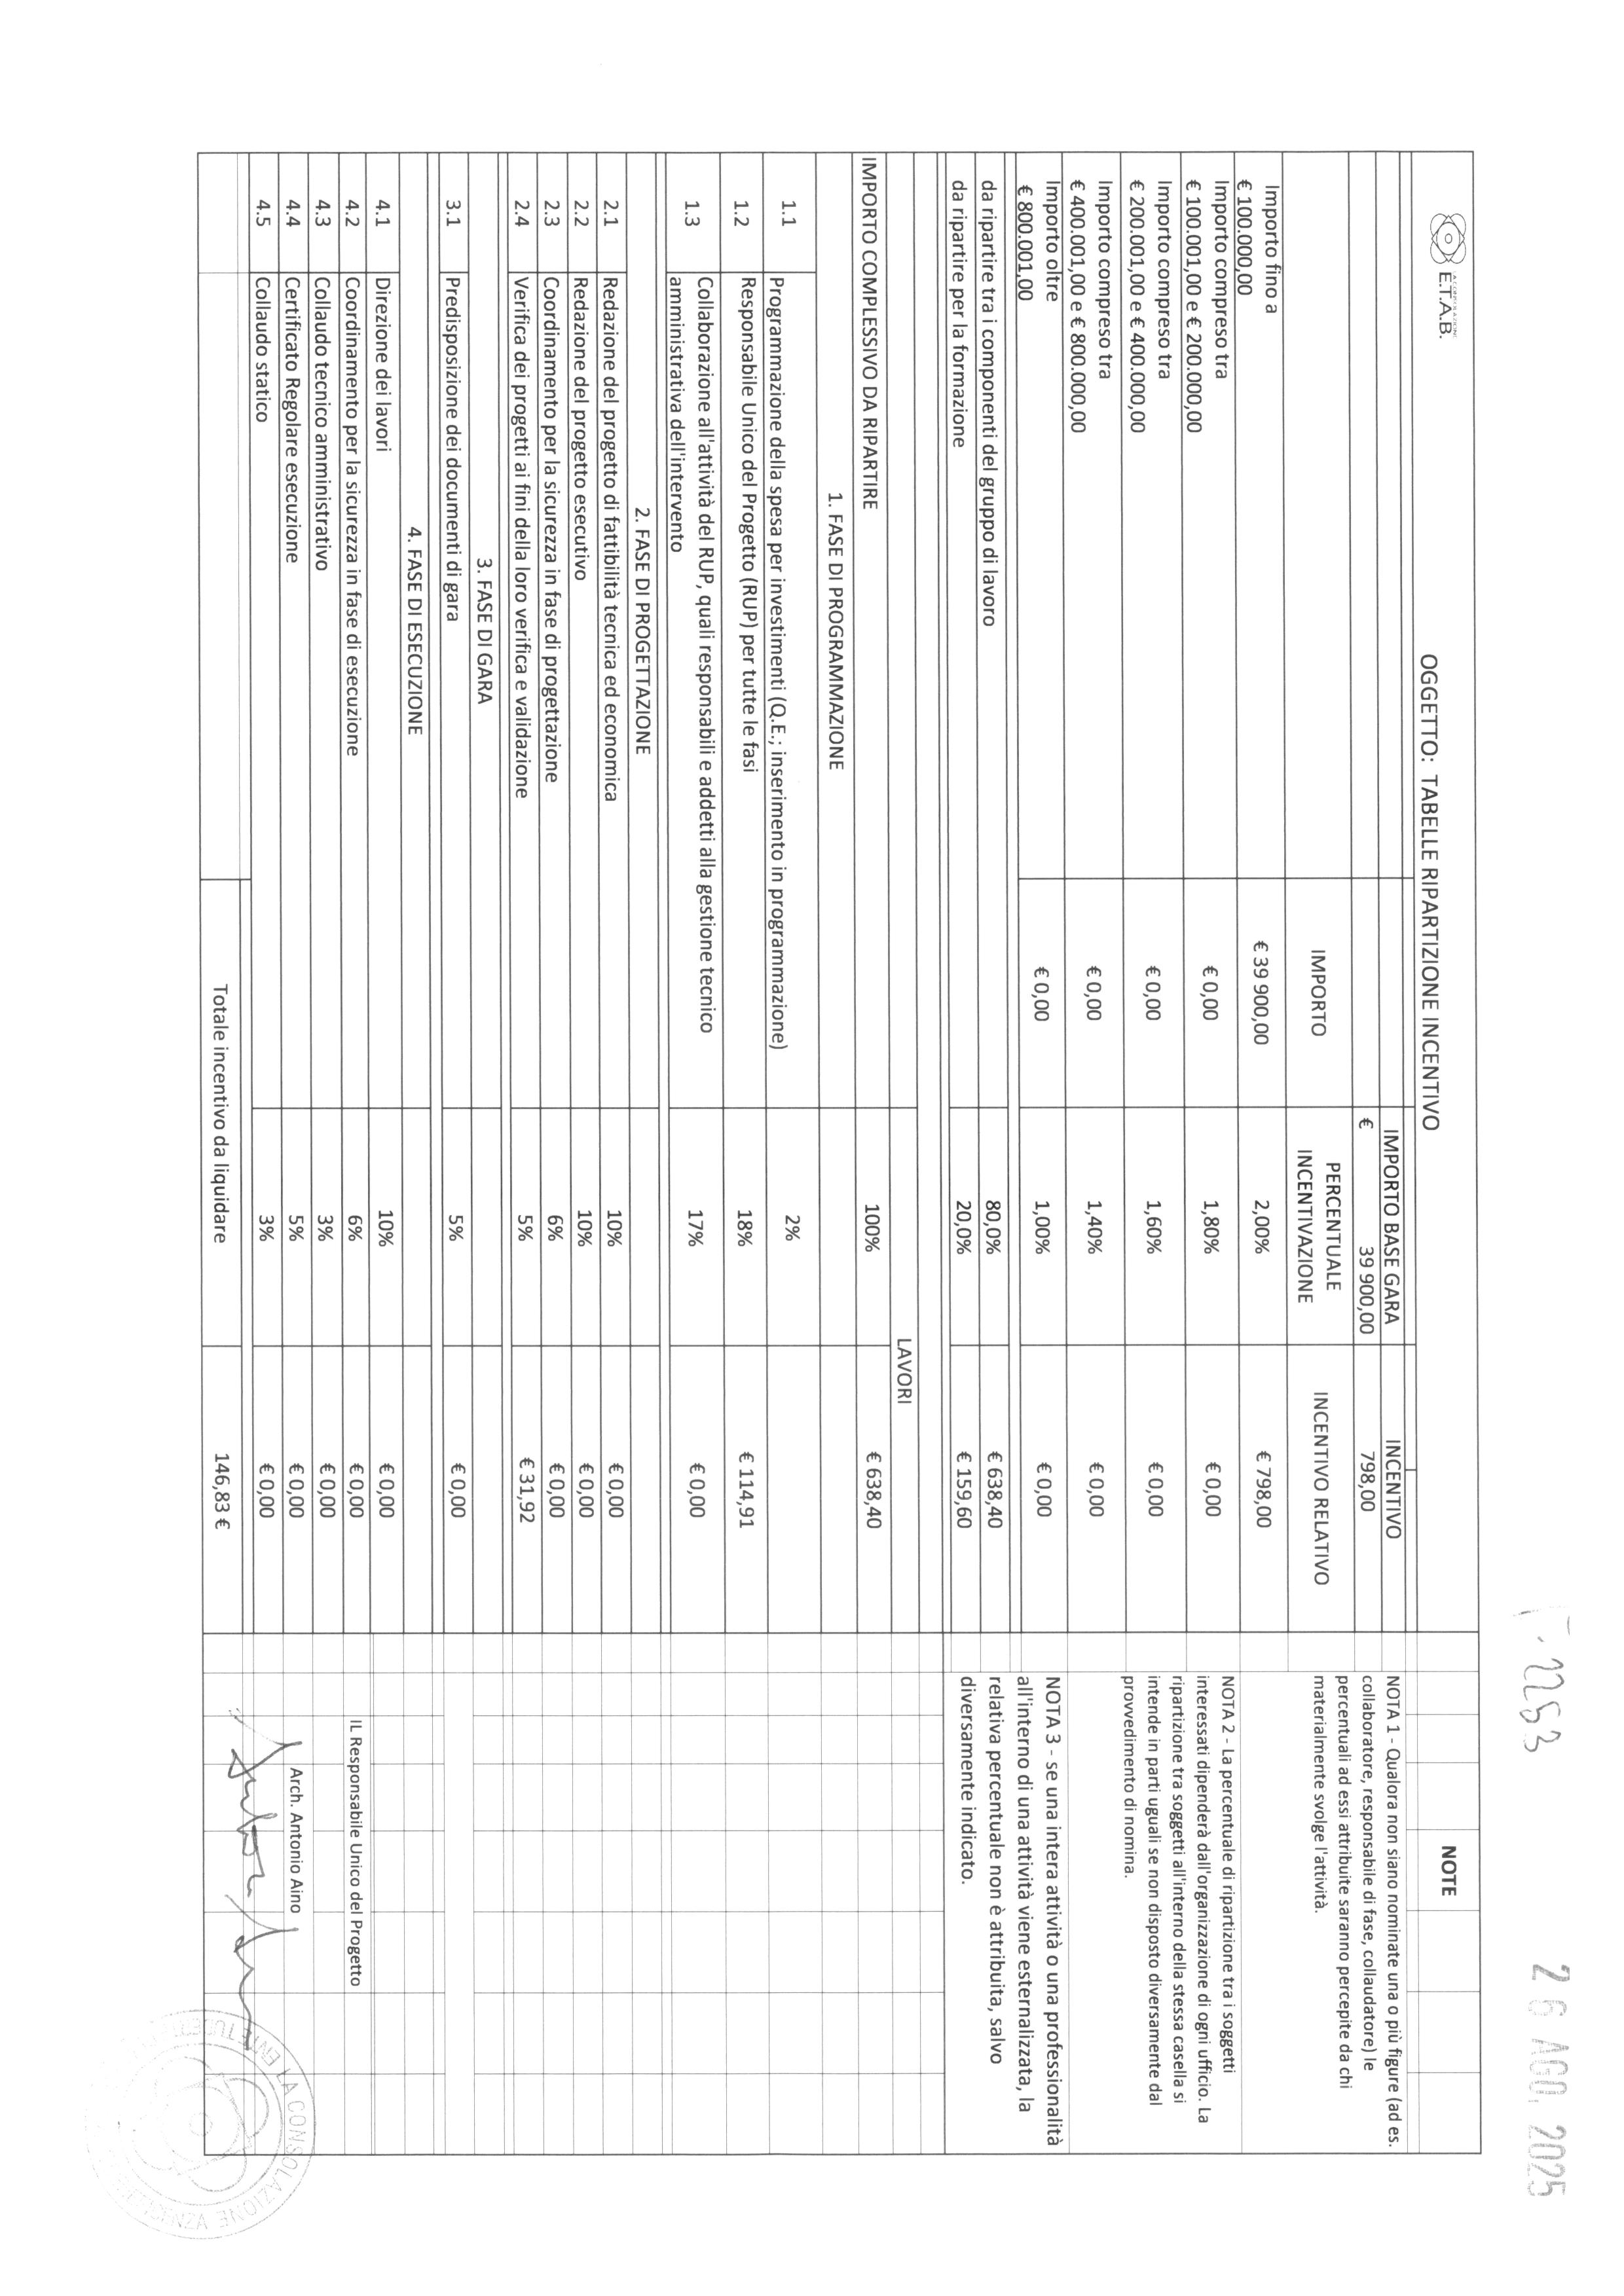 P. 2253
26 AGO. 2025
E.T.A.B.
OGGETTO: TABELLE RIPARTIZIONE INCENTIVO
NOTE
IMPORTO BASE GARA INCENTIVO
€ 39 900,00 798,00
IMPORTO PERCENTUALE INCENTIVAZIONE INCENTIVO RELATIVO
Importo fino a
€ 100.000,00 € 39 900,00 2,00% € 798,00
Importo compreso tra
€ 100.001,00 e € 200.000,00 € 0,00 1,80% € 0,00
Importo compreso tra
€ 200.001,00 e € 400.000,00 € 0,00 1,60% € 0,00
Importo compreso tra
€ 400.001,00 e € 800.000,00 € 0,00 1,40% € 0,00
Importo oltre
€ 800.001,00 € 0,00 1,00% € 0,00
da ripartire tra i componenti del gruppo di lavoro 80,0% € 638,40
da ripartire per la formazione 20,0% € 159,60
NOTA 1 - Qualora non siano nominate una o più figure (ad es.
collaboratore, responsabile di fase, collaudatore) le
percentuali ad essi attribuite saranno percepite da chi
materialmente svolge l'attività.
NOTA 2 - La percentuale di ripartizione tra i soggetti
interessati dipenderà dall'organizzazione di ogni ufficio. La
ripartizione tra soggetti all'interno della stessa casella si
intende in parti uguali se non disposto diversamente dal
provvedimento di nomina.
NOTA 3 - se una intera attività o una professionalità
all'interno di una attività viene esternalizzata, la
relativa percentuale non è attribuita, salvo
diversamente indicato.
LAVORI
IMPORTO COMPLESSIVO DA RIPARTIRE 100% € 638,40
1. FASE DI PROGRAMMAZIONE
1.1 Programmazione della spesa per investimenti (Q.E.; inserimento in programmazione) 2%
1.2 Responsabile Unico del Progetto (RUP) per tutte le fasi 18% € 114,91
1.3 Collaborazione all'attività del RUP, quali responsabili e addetti alla gestione tecnico
amministrativa dell'intervento 17% € 0,00
2. FASE DI PROGETTAZIONE
2.1 Redazione del progetto di fattibilità tecnica ed economica 10% € 0,00
2.2 Redazione del progetto esecutivo 10% € 0,00
2.3 Coordinamento per la sicurezza in fase di progettazione 6% € 0,00
2.4 Verifica dei progetti ai fini della loro verifica e validazione 5% € 31,92
3. FASE DI GARA
3.1 Predisposizione dei documenti di gara 5% € 0,00
4. FASE DI ESECUZIONE
4.1 Direzione dei lavori 10% € 0,00
4.2 Coordinamento per la sicurezza in fase di esecuzione 6% € 0,00
4.3 Collaudo tecnico amministrativo 3% € 0,00
4.4 Certificato Regolare esecuzione 5% € 0,00
4.5 Collaudo statico 3% € 0,00
Totale incentivo da liquidare 146,83 €
IL Responsabile Unico del Progetto
Arch. Antonio Aino
LA CONSOLAZIONE